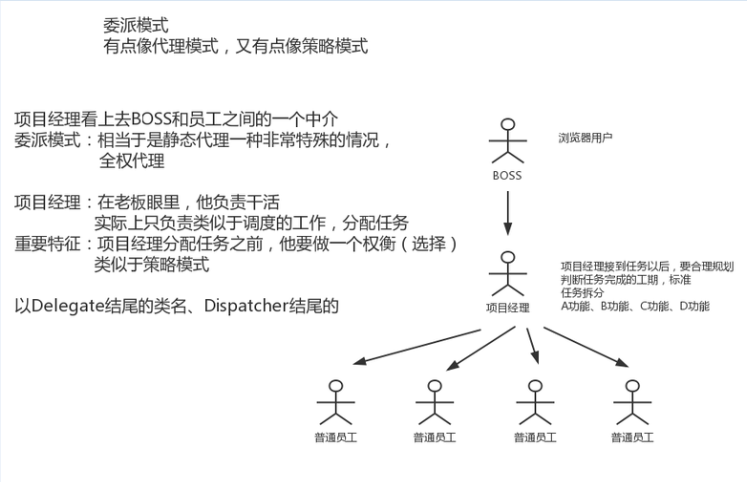 委派模式
有点像代理模式，又有点像策略模式
项目经理看上去BOSS和员工之间的一个中介
委派模式：相当于是静态代理一种非常特殊的情况，
全权代理
项目经理：在老板眼里，他负责干活
实际上只负责类似于调度的工作，分配任务
重要特征：项目经理分配任务之前，他要做一个权衡（选择）
类似于策略模式
以Delegate结尾的类名、Dispatcher结尾的
浏览器用户
BOSS
项目经理接到任务以后，要合理规划
判断任务完成的工期，标准
任务拆分
A功能、B功能、C功能、D功能
项目经理
普通员工
普通员工
普通员工
普通员工